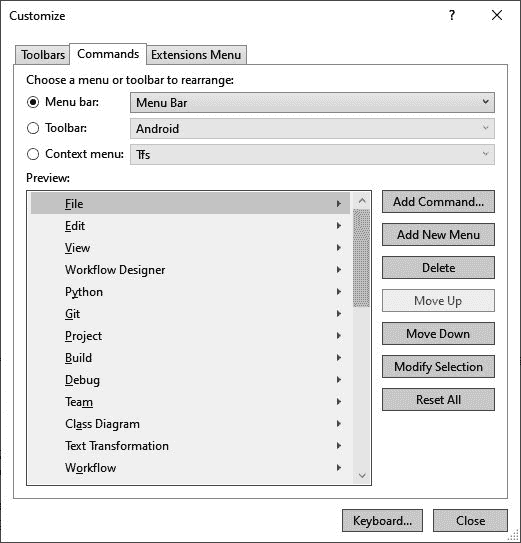 Customize
Toolbars Commands Extensions Menu
Choose a menu or toolbar to rearrange:
Menu bar: Menu Bar
Toolbar: Android
Context menu: Tfs
Preview:
File
Edit
View
Workflow Designer
Python
Git
Project
Build
Debug
Team
Class Diagram
Text Transformation
Workflow
Add Command...
Add New Menu
Delete
Move Up
Move Down
Modify Selection
Reset All
Keyboard... Close